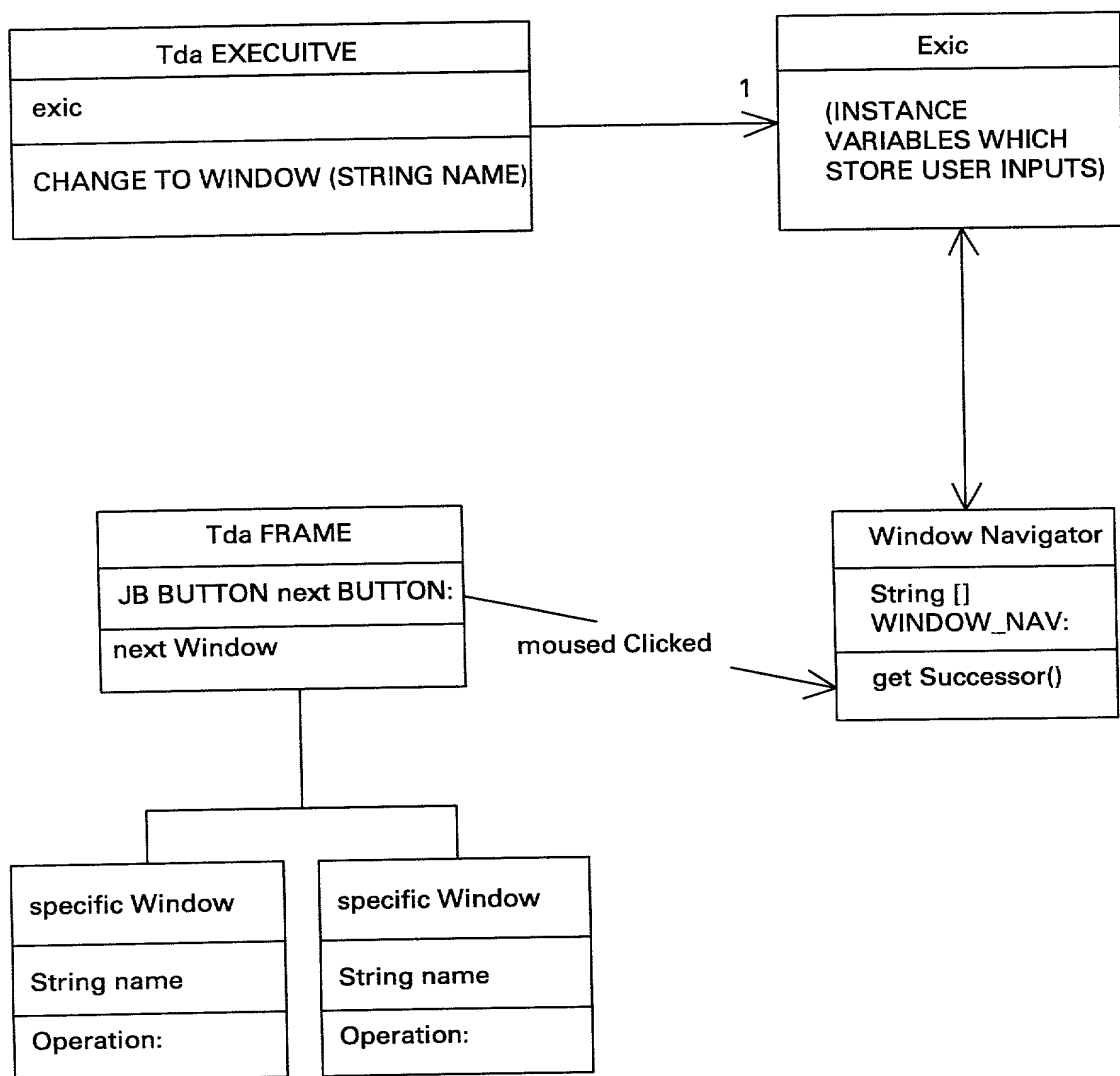 Tda EXECUITVE
exic
CHANGE TO WINDOW (STRING NAME)
1
Exic
(INSTANCE
VARIABLES WHICH
STORE USER INPUTS)
Tda FRAME
JB BUTTON next BUTTON:
next Window
moused Clicked
Window Navigator
String []
WINDOW_NAV:
get Successor()
specific Window
String name
Operation:
specific Window
String name
Operation: